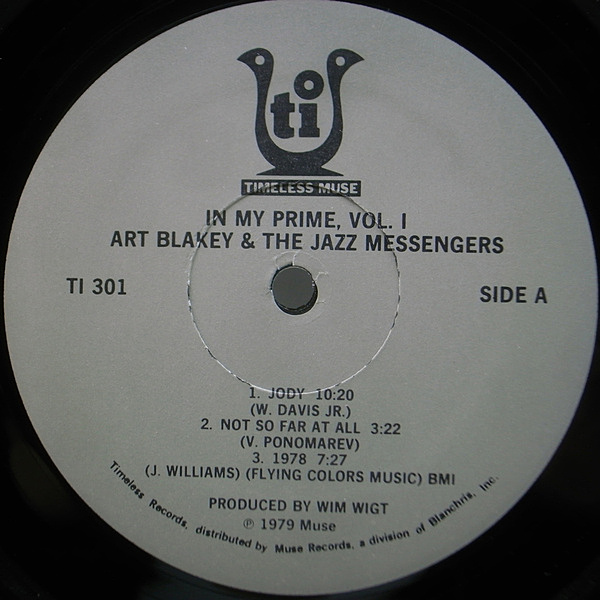 ti
TIMELESS MUSE
IN MY PRIME, VOL. I
ART BLAKEY & THE JAZZ MESSENGERS
TI 301
SIDE A
1. JODY 10:20
(W. DAVIS JR.)
2. NOT SO FAR AT ALL 3:22
(V. PONOMAREV)
3. 1978 7:27
(J. WILLIAMS) (FLYING COLORS MUSIC) BMI
PRODUCED BY WIM WIGT
℗ 1979 Muse
Timeless Records, distributed by Muse Records, a division of Blanchris, Inc.